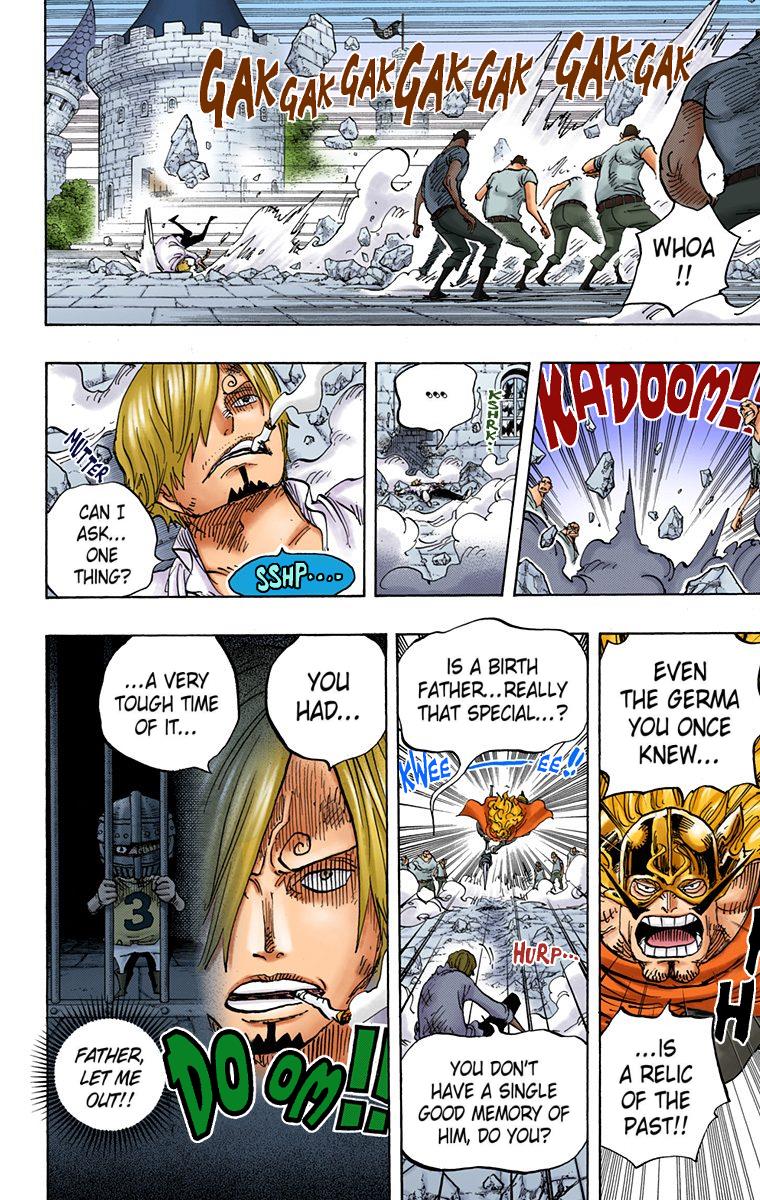 GAK GAK GAK GAK GAK GAK GAK
WHOA
!!
KADOOM!!
KSHRK...
...
MUTTER
SSHP...
CAN I
ASK...
ONE
THING?
EVEN
THE GERMA
YOU ONCE
KNEW...
...IS
A RELIC
OF THE
PAST!!
IS A BIRTH
FATHER...REALLY
THAT SPECIAL...?
KWEE EE!!
HURP...
YOU DON'T
HAVE A SINGLE
GOOD MEMORY OF
HIM, DO YOU?
YOU
HAD...
...A VERY
TOUGH TIME
OF IT...
3
FATHER,
LET ME
OUT!!
DOOOM!!